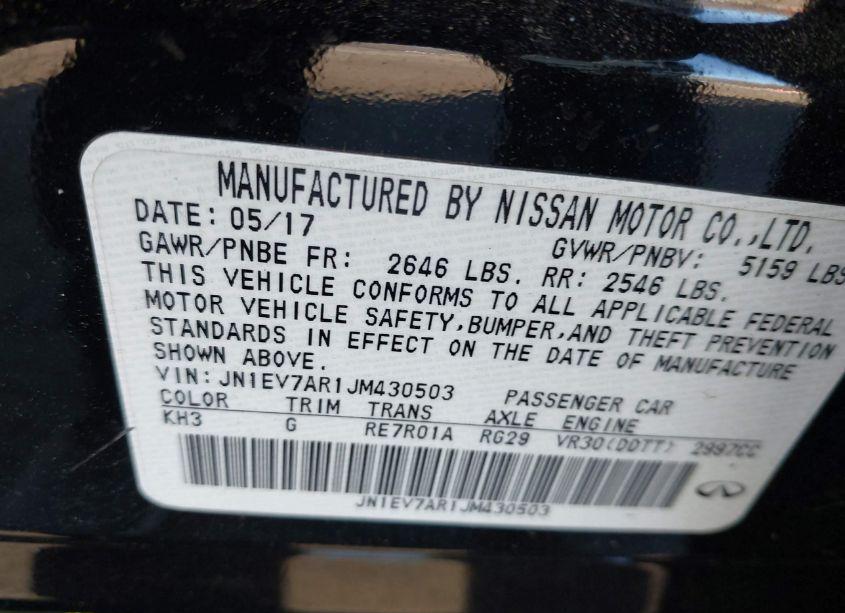 MANUFACTURED BY NISSAN MOTOR CO.,LTD.
DATE: 05/17 GVWR/PNBV: 5159 LBS
GAWR/PNBE FR: 2646 LBS. RR: 2546 LBS.
THIS VEHICLE CONFORMS TO ALL APPLICABLE FEDERAL
MOTOR VEHICLE SAFETY,BUMPER,AND THEFT PREVENTION
STANDARDS IN EFFECT ON THE DATE OF MANUFACTURE
SHOWN ABOVE.
VIN:JN1EV7AR1JM430503 PASSENGER CAR
COLOR TRIM TRANS AXLE ENGINE
KH3 G RE7R01A RG29 VR30(DDTT) 2997CC
JN1EV7AR1JM430503